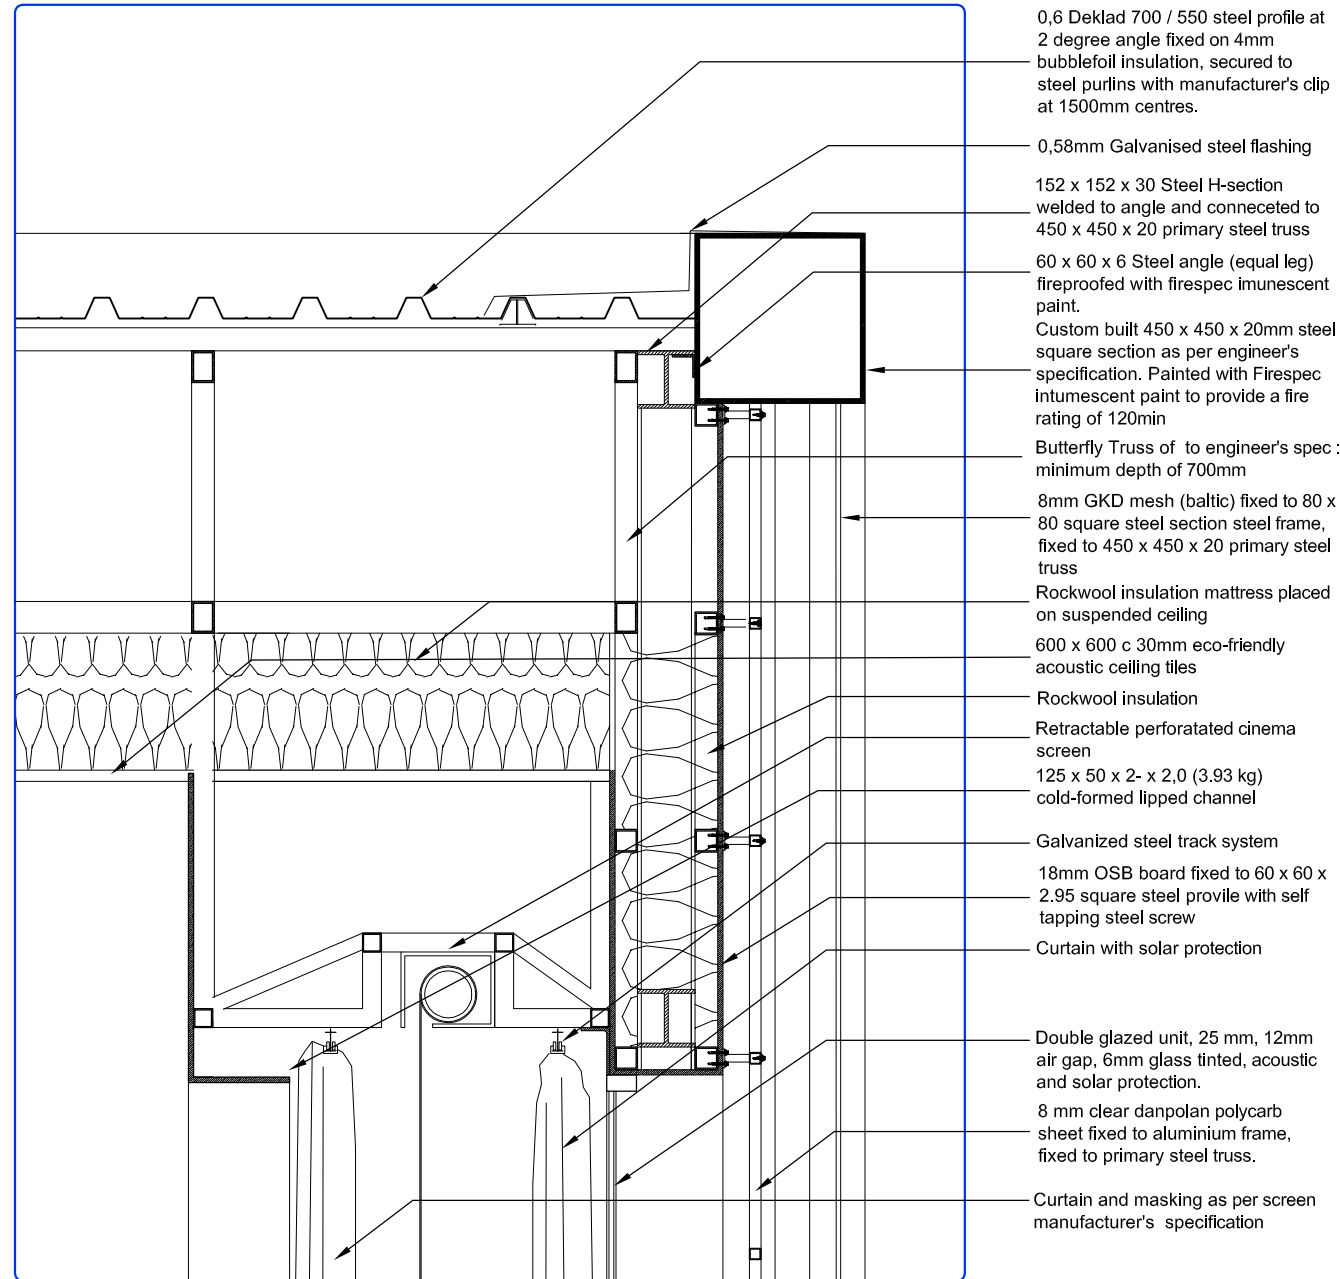 0,6 Deklad 700 / 550 steel profile at
2 degree angle fixed on 4mm
bubblefoil insulation, secured to
steel purlins with manufacturer's clip
at 1500mm centres.
0,58mm Galvanised steel flashing
152 x 152 x 30 Steel H-section
welded to angle and conneceted to
450 x 450 x 20 primary steel truss
60 x 60 x 6 Steel angle (equal leg)
fireproofed with firespec imunescent
paint.
Custom built 450 x 450 x 20mm steel
square section as per engineer's
specification. Painted with Firespec
intumescent paint to provide a fire
rating of 120min
Butterfly Truss of to engineer's spec :
minimum depth of 700mm
8mm GKD mesh (baltic) fixed to 80 x
80 square steel section steel frame,
fixed to 450 x 450 x 20 primary steel
truss
Rockwool insulation mattress placed
on suspended ceiling
600 x 600 c 30mm eco-friendly
acoustic ceiling tiles
Rockwool insulation
Retractable perforatated cinema
screen
125 x 50 x 2- x 2,0 (3.93 kg)
cold-formed lipped channel
Galvanized steel track system
18mm OSB board fixed to 60 x 60 x
2.95 square steel provile with self
tapping steel screw
Curtain with solar protection
Double glazed unit, 25 mm, 12mm
air gap, 6mm glass tinted, acoustic
and solar protection.
8 mm clear danpolan polycarb
sheet fixed to aluminium frame,
fixed to primary steel truss.
Curtain and masking as per screen
manufacturer's specification